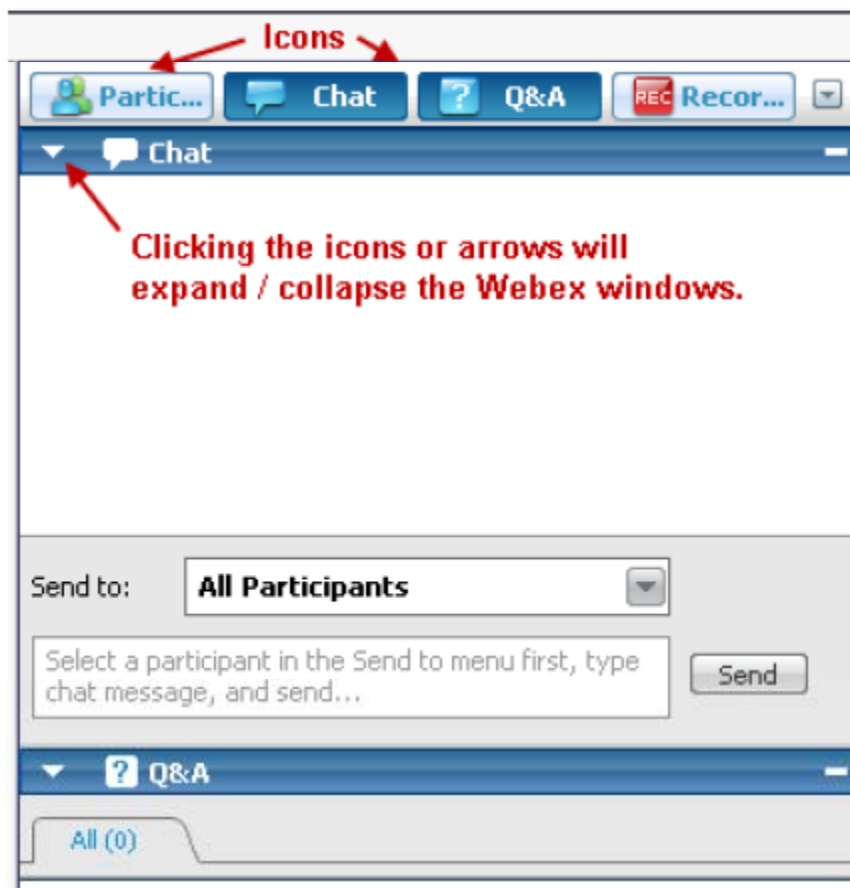 Icons
Partic...
Chat
? Q&A
REC Recor...
Chat
Clicking the icons or arrows will
expand / collapse the Webex windows.
Send to: All Participants
Select a participant in the Send to menu first, type
chat message, and send...
Send
? Q&A
All (0)